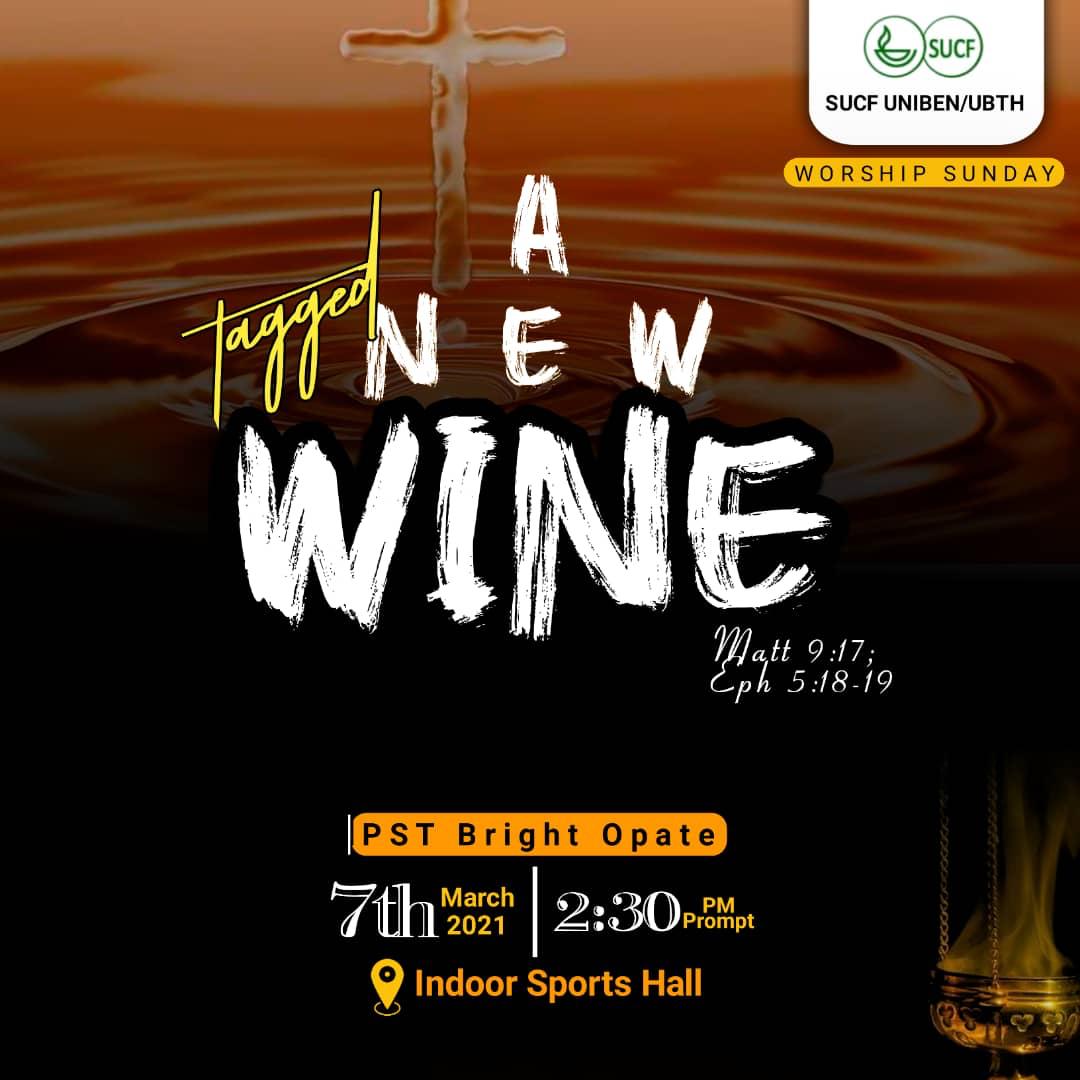 SUCF
SUCF UNIBEN/UBTH
WORSHIP SUNDAY
tagged
A
NEW
WINE
Matt 9:17;
Eph 5:18-19
PST Bright Opate
7th March 2021 | 2:30 PM Prompt
Indoor Sports Hall